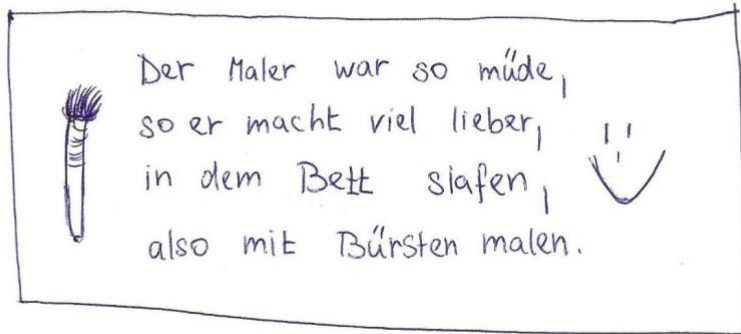 Der Maler war so müde,
so er macht viel lieber,
in dem Bett slafen,
also mit Bürsten malen.